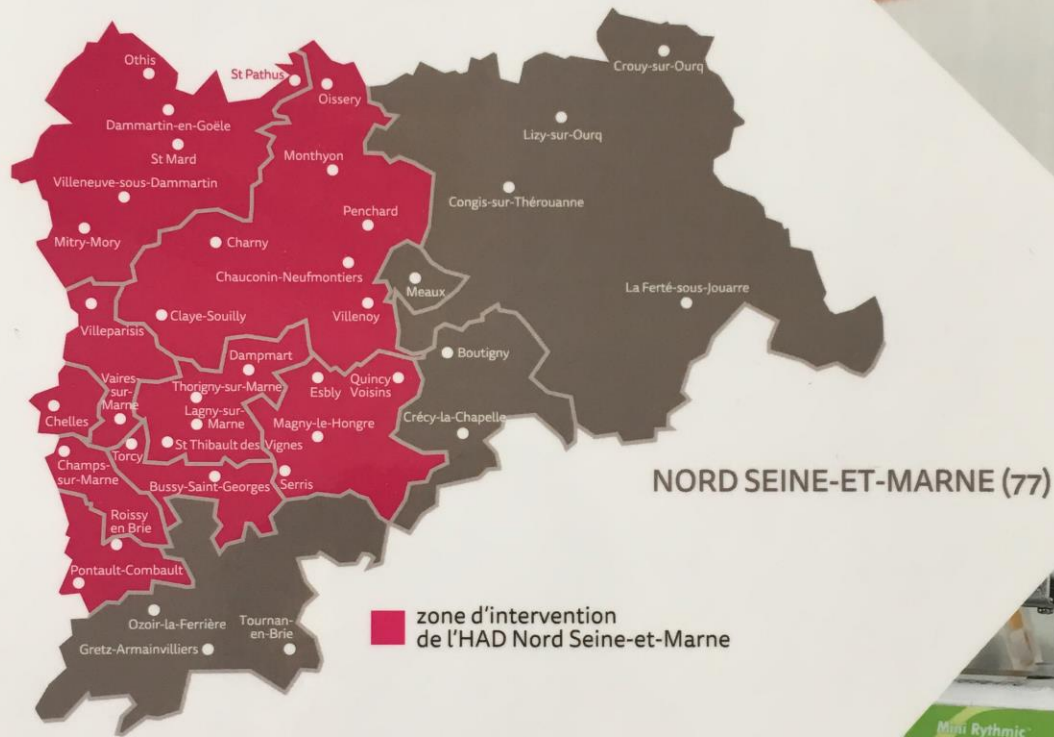 Crouy-sur-Ourq
Othis
St Pathus
Oissery
Dammartin-en-Goële
Lizy-sur-Ourq
St Mard
Monthyon
Villeneuve-sous-Dammartin
Congis-sur-Thérouanne
Penchard
Mitry-Mory
Charny
Chauconin-Neufmontiers
Meaux
La Ferté-sous-Jouarre
Villenoy
Claye-Souilly
Villeparisis
Dampmart
Boutigny
Vaires-
sur-
Marne
Thorigny-sur-Marne
Esbly
Quincy
Voisins
Lagny-sur-
Marne
Chelles
Magny-le-Hongre
Crécy-la-Chapelle
Torcy
St Thibault des Vignes
Champs-
sur-Marne
Bussy-Saint-Georges
Serris
NORD SEINE-ET-MARNE (77)
Roissy
en Brie
Pontault-Combault
Ozoir-la-Ferrière
Tournan-
en-Brie
Gretz-Armainvilliers
zone d'intervention
de l'HAD Nord Seine-et-Marne
Mini Rythmic